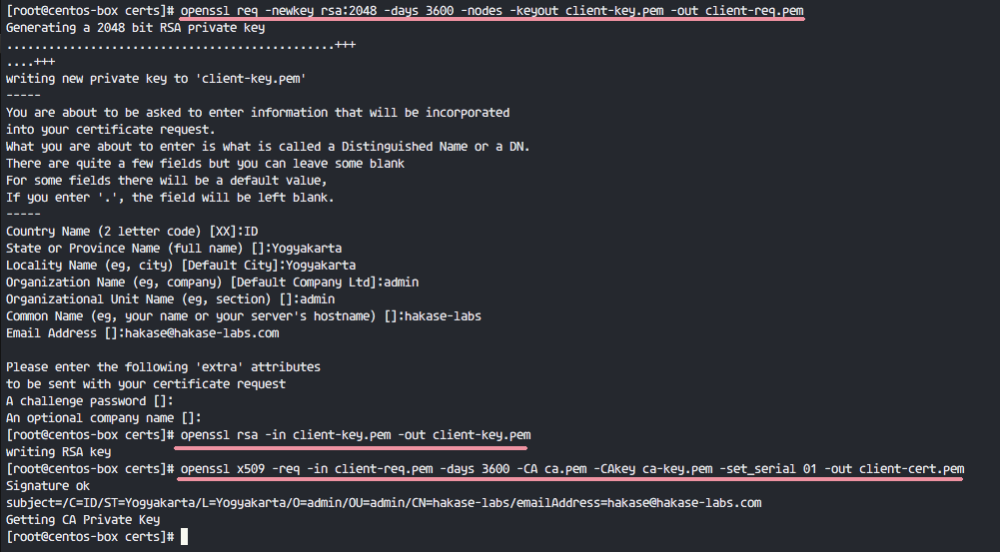 [root@centos-box certs]# openssl req -newkey rsa:2048 -days 3600 -nodes -keyout client-key.pem -out client-req.pem
Generating a 2048 bit RSA private key
...............................................+++
....+++
writing new private key to 'client-key.pem'
-----
You are about to be asked to enter information that will be incorporated
into your certificate request.
What you are about to enter is what is called a Distinguished Name or a DN.
There are quite a few fields but you can leave some blank
For some fields there will be a default value,
If you enter '.', the field will be left blank.
-----
Country Name (2 letter code) [XX]:ID
State or Province Name (full name) []:Yogyakarta
Locality Name (eg, city) [Default City]:Yogyakarta
Organization Name (eg, company) [Default Company Ltd]:admin
Organizational Unit Name (eg, section) []:admin
Common Name (eg, your name or your server's hostname) []:hakase-labs
Email Address []:hakase@hakase-labs.com

Please enter the following 'extra' attributes
to be sent with your certificate request
A challenge password []:
An optional company name []:
[root@centos-box certs]# openssl rsa -in client-key.pem -out client-key.pem
writing RSA key
[root@centos-box certs]# openssl x509 -req -in client-req.pem -days 3600 -CA ca.pem -CAkey ca-key.pem -set_serial 01 -out client-cert.pem
Signature ok
subject=/C=ID/ST=Yogyakarta/L=Yogyakarta/O=admin/OU=admin/CN=hakase-labs/emailAddress=hakase@hakase-labs.com
Getting CA Private Key
[root@centos-box certs]#